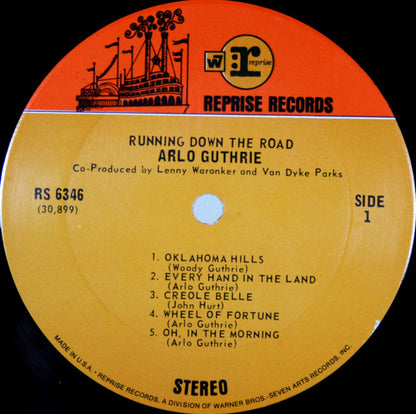 W r reprise
REPRISE RECORDS
RUNNING DOWN THE ROAD
ARLO GUTHRIE
Co-Produced by Lenny Waronker and Van Dyke Parks
RS 6346
(30,899)
SIDE
1
1. OKLAHOMA HILLS
(Woody Guthrie)
2. EVERY HAND IN THE LAND
(Arlo Guthrie)
3. CREOLE BELLE
(John Hurt)
4. WHEEL OF FORTUNE
(Arlo Guthrie)
5. OH, IN THE MORNING
(Arlo Guthrie)
STEREO
MADE IN U.S.A. - REPRISE RECORDS, A DIVISION OF WARNER BROS.-SEVEN ARTS RECORDS, INC.